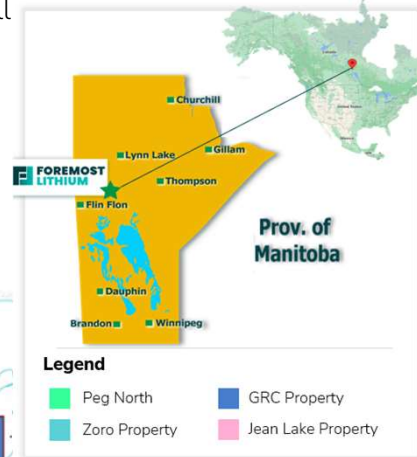 Churchill
Lynn Lake
Gillam
Thompson
FOREMOST
LITHIUM
Flin Flon
Prov. of
Manitoba
Dauphin
Brandon
Winnipeg
Legend
Peg North
GRC Property
Zoro Property
Jean Lake Property